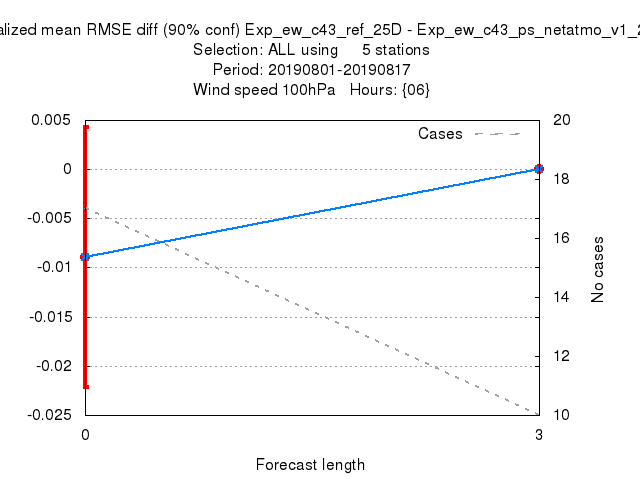 alized mean RMSE diff (90% conf) Exp_ew_c43_ref_25D - Exp_ew_c43_ps_netatmo_v1_2
Selection: ALL using 5 stations
Period: 20190801-20190817
Wind speed 100hPa Hours: {06}
Cases
0.005
0
-0.005
-0.01
-0.015
-0.02
-0.025
20
18
16
14
12
10
No cases
0
3
Forecast length